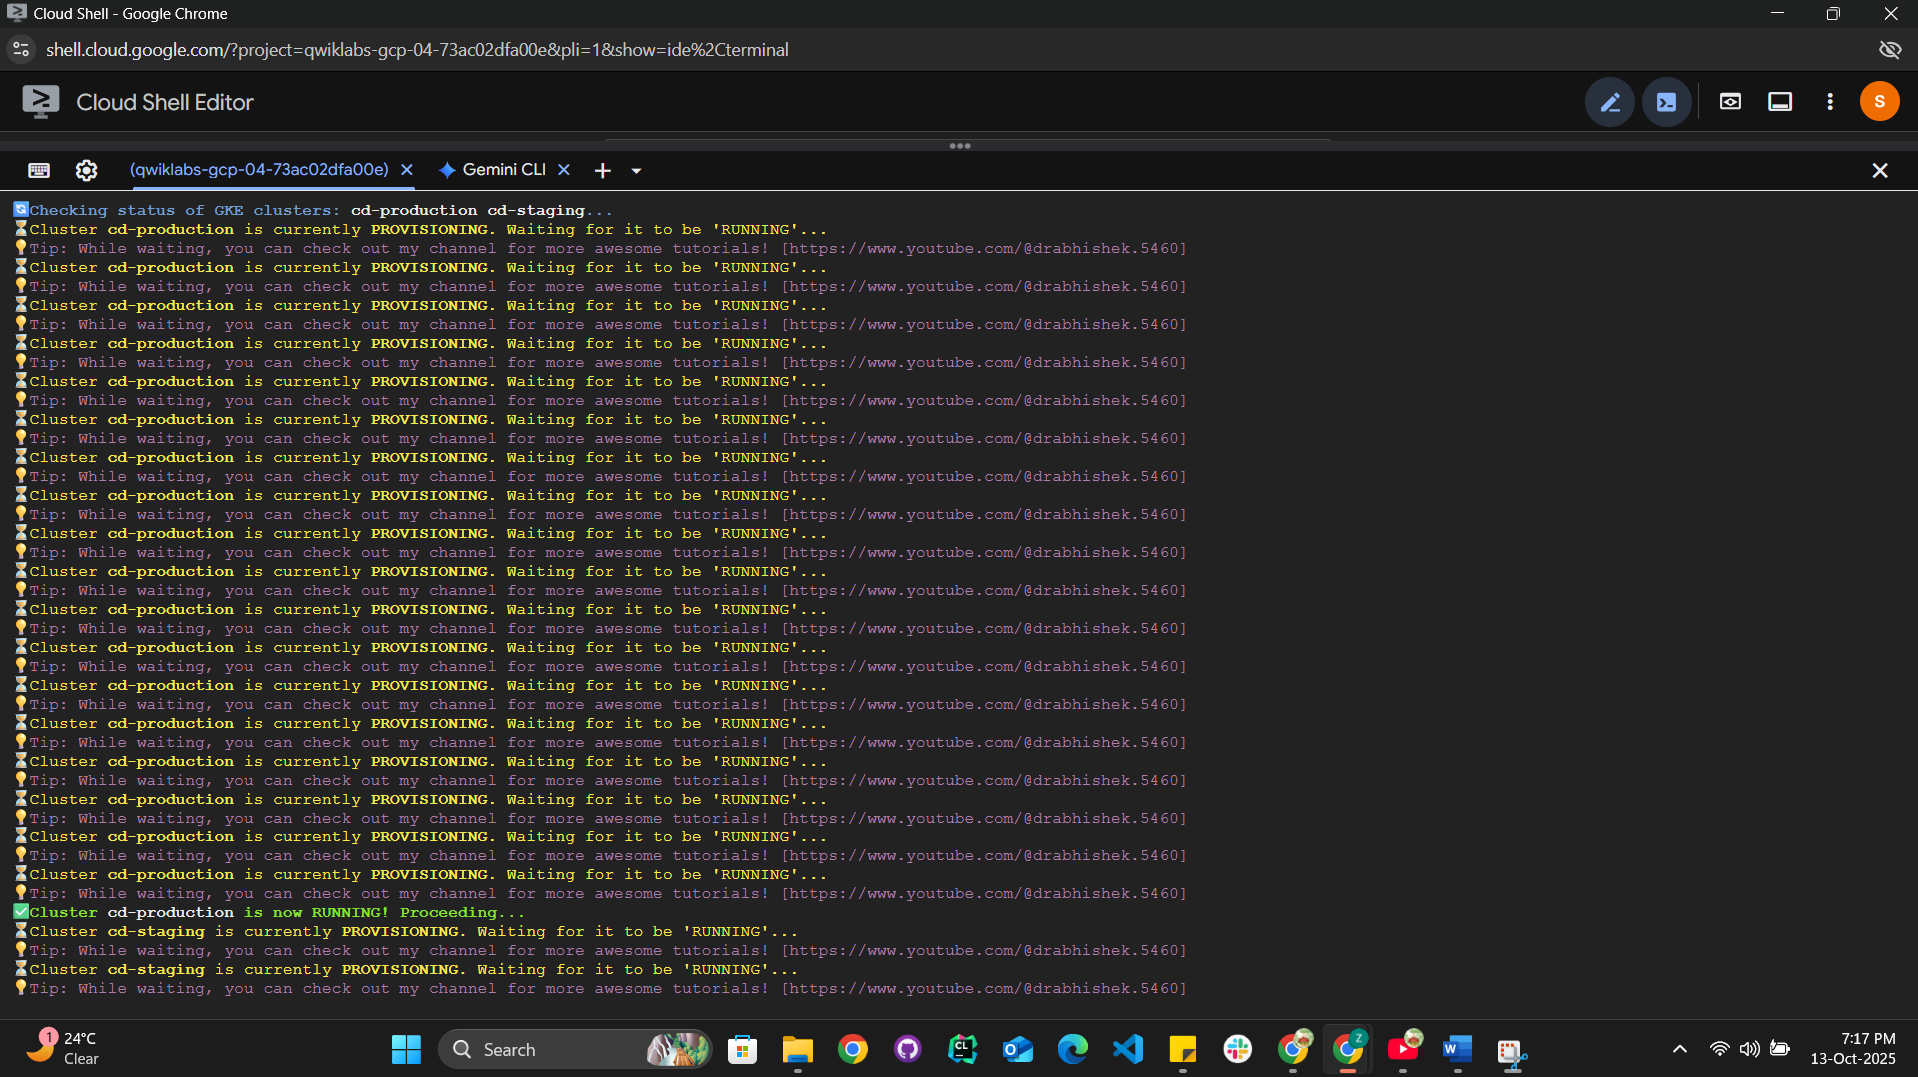 Cloud Shell - Google Chrome
shell.cloud.google.com/?project=qwiklabs-gcp-04-73ac02dfa00e&pli=1&show=ide%2Cterminal
Cloud Shell Editor
S
(qwiklabs-gcp-04-73ac02dfa00e)
Gemini CLI
Checking status of GKE clusters: cd-production cd-staging...
Cluster cd-production is currently PROVISIONING. Waiting for it to be 'RUNNING'...
Tip: While waiting, you can check out my channel for more awesome tutorials! [https://www.youtube.com/@drabhishek.5460]
Cluster cd-production is currently PROVISIONING. Waiting for it to be 'RUNNING'...
Tip: While waiting, you can check out my channel for more awesome tutorials! [https://www.youtube.com/@drabhishek.5460]
Cluster cd-production is currently PROVISIONING. Waiting for it to be 'RUNNING'...
Tip: While waiting, you can check out my channel for more awesome tutorials! [https://www.youtube.com/@drabhishek.5460]
Cluster cd-production is currently PROVISIONING. Waiting for it to be 'RUNNING'...
Tip: While waiting, you can check out my channel for more awesome tutorials! [https://www.youtube.com/@drabhishek.5460]
Cluster cd-production is currently PROVISIONING. Waiting for it to be 'RUNNING'...
Tip: While waiting, you can check out my channel for more awesome tutorials! [https://www.youtube.com/@drabhishek.5460]
Cluster cd-production is currently PROVISIONING. Waiting for it to be 'RUNNING'...
Tip: While waiting, you can check out my channel for more awesome tutorials! [https://www.youtube.com/@drabhishek.5460]
Cluster cd-production is currently PROVISIONING. Waiting for it to be 'RUNNING'...
Tip: While waiting, you can check out my channel for more awesome tutorials! [https://www.youtube.com/@drabhishek.5460]
Cluster cd-production is currently PROVISIONING. Waiting for it to be 'RUNNING'...
Tip: While waiting, you can check out my channel for more awesome tutorials! [https://www.youtube.com/@drabhishek.5460]
Cluster cd-production is currently PROVISIONING. Waiting for it to be 'RUNNING'...
Tip: While waiting, you can check out my channel for more awesome tutorials! [https://www.youtube.com/@drabhishek.5460]
Cluster cd-production is currently PROVISIONING. Waiting for it to be 'RUNNING'...
Tip: While waiting, you can check out my channel for more awesome tutorials! [https://www.youtube.com/@drabhishek.5460]
Cluster cd-production is currently PROVISIONING. Waiting for it to be 'RUNNING'...
Tip: While waiting, you can check out my channel for more awesome tutorials! [https://www.youtube.com/@drabhishek.5460]
Cluster cd-production is currently PROVISIONING. Waiting for it to be 'RUNNING'...
Tip: While waiting, you can check out my channel for more awesome tutorials! [https://www.youtube.com/@drabhishek.5460]
Cluster cd-production is currently PROVISIONING. Waiting for it to be 'RUNNING'...
Tip: While waiting, you can check out my channel for more awesome tutorials! [https://www.youtube.com/@drabhishek.5460]
Cluster cd-production is currently PROVISIONING. Waiting for it to be 'RUNNING'...
Tip: While waiting, you can check out my channel for more awesome tutorials! [https://www.youtube.com/@drabhishek.5460]
Cluster cd-production is currently PROVISIONING. Waiting for it to be 'RUNNING'...
Tip: While waiting, you can check out my channel for more awesome tutorials! [https://www.youtube.com/@drabhishek.5460]
Cluster cd-production is currently PROVISIONING. Waiting for it to be 'RUNNING'...
Tip: While waiting, you can check out my channel for more awesome tutorials! [https://www.youtube.com/@drabhishek.5460]
Cluster cd-production is currently PROVISIONING. Waiting for it to be 'RUNNING'...
Tip: While waiting, you can check out my channel for more awesome tutorials! [https://www.youtube.com/@drabhishek.5460]
Cluster cd-production is currently PROVISIONING. Waiting for it to be 'RUNNING'...
Tip: While waiting, you can check out my channel for more awesome tutorials! [https://www.youtube.com/@drabhishek.5460]
Cluster cd-production is now RUNNING! Proceeding...
Cluster cd-staging is currently PROVISIONING. Waiting for it to be 'RUNNING'...
Tip: While waiting, you can check out my channel for more awesome tutorials! [https://www.youtube.com/@drabhishek.5460]
Cluster cd-staging is currently PROVISIONING. Waiting for it to be 'RUNNING'...
Tip: While waiting, you can check out my channel for more awesome tutorials! [https://www.youtube.com/@drabhishek.5460]
1
24°C
Clear
Search
CL
Z
7:17 PM
13-Oct-2025